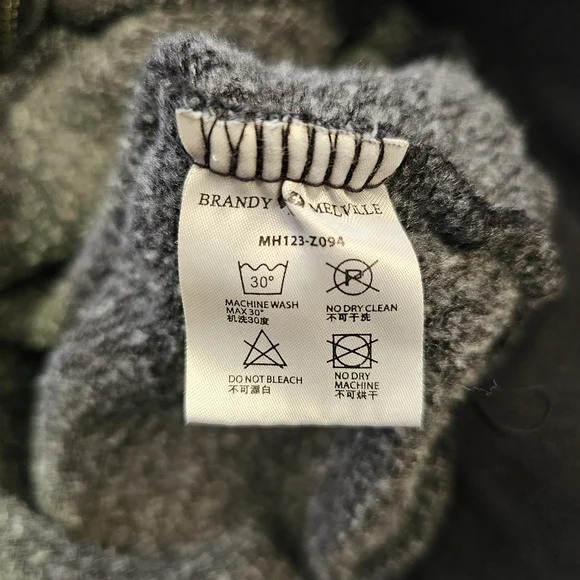 BRANDY MELVILLE
MH123-Z094
30°
P
MACHINE WASH
MAX 30°
机洗30度
NO DRY CLEAN
不可干洗
DO NOT BLEACH
不可漂白
NO DRY
MACHINE
不可烘干